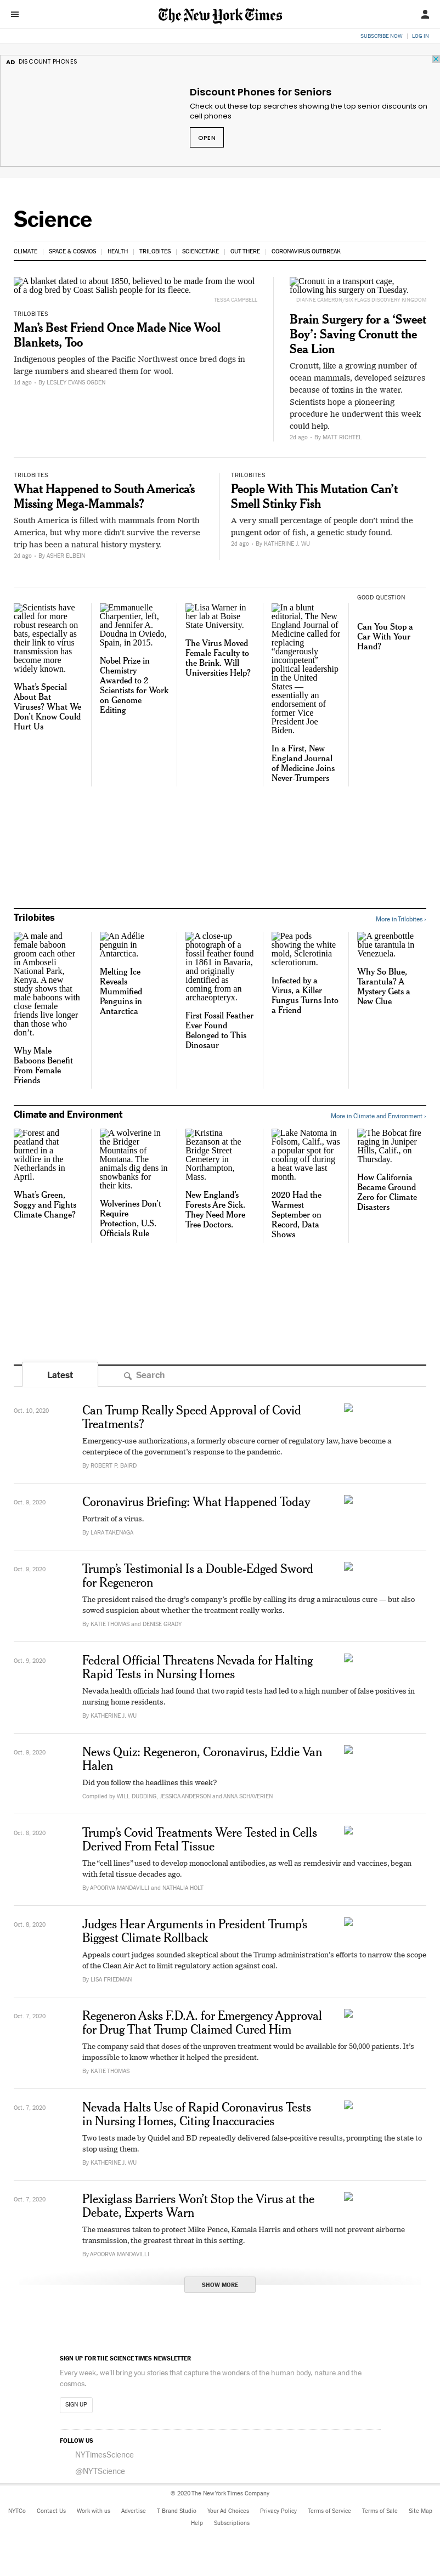 The New York Times
SUBSCRIBE NOW
LOG IN
AD DISCOUNT PHONES
Discount Phones for Seniors
Check out these top searches showing the top senior discounts on
cell phones
OPEN
Science
CLIMATE
SPACE & COSMOS
HEALTH
TRILOBITES
SCIENCETAKE
OUT THERE
CORONAVIRUS OUTBREAK
A blanket dated to about 1850, believed to be made from the wool
of a dog bred by Coast Salish people for its fleece.
TESSA CAMPBELL
TRILOBITES
Man's Best Friend Once Made Nice Wool
Blankets, Too
Indigenous peoples of the Pacific Northwest once bred dogs in
large numbers and sheared them for wool.
1d ago - By LESLEY EVANS OGDEN
Cronutt in a transport cage,
following his surgery on Tuesday.
DIANNE CAMERON/SIX FLAGS DISCOVERY KINGDOM
Brain Surgery for a ‘Sweet
Boy’: Saving Cronutt the
Sea Lion
Cronutt, like a growing number of
ocean mammals, developed seizures
because of toxins in the water.
Scientists hope a pioneering
procedure he underwent this week
could help.
2d ago - By MATT RICHTEL
TRILOBITES
What Happened to South America’s
Missing Mega-Mammals?
South America is filled with mammals from North
America, but why more didn’t survive the reverse
trip has been a natural history mystery.
2d ago - By ASHER ELBEIN
TRILOBITES
People With This Mutation Can’t
Smell Stinky Fish
A very small percentage of people don’t mind the
pungent odor of fish, a genetic study found.
2d ago - By KATHERINE J. WU
Scientists have
called for more
robust research on
bats, especially as
their link to virus
transmission has
become more
widely known.
What’s Special
About Bat
Viruses? What We
Don’t Know Could
Hurt Us
Emmanuelle
Charpentier, left,
and Jennifer A.
Doudna in Oviedo,
Spain, in 2015.
Nobel Prize in
Chemistry
Awarded to 2
Scientists for Work
on Genome
Editing
Lisa Warner in
her lab at Boise
State University.
The Virus Moved
Female Faculty to
the Brink. Will
Universities Help?
In a blunt
editorial, The New
England Journal
of Medicine called
for replacing
“dangerously
incompetent”
political leadership
in the United
States —
essentially an
endorsement of
former Vice
President Joe
Biden.
In a First, New
England Journal
of Medicine Joins
Never-Trumpers
GOOD QUESTION
Can You Stop a
Car With Your
Hand?
Trilobites
More in Trilobites ›
A male and
female baboon
groom each other
in Amboseli
National Park,
Kenya. A new
study shows that
male baboons with
close female
friends live longer
than those who
don’t.
Why Male
Baboons Benefit
From Female
Friends
An Adélie
penguin in
Antarctica.
Melting Ice
Reveals
Mummified
Penguins in
Antarctica
A close-up
photograph of a
fossil feather found
in 1861 in Bavaria,
and originally
identified as
coming from an
archaeopteryx.
First Fossil Feather
Ever Found
Belonged to This
Dinosaur
Pea pods
showing the white
mold, Sclerotinia
sclerotiorum.
Infected by a
Virus, a Killer
Fungus Turns Into
a Friend
A greenbottle
blue tarantula in
Venezuela.
Why So Blue,
Tarantula? A
Mystery Gets a
New Clue
Climate and Environment
More in Climate and Environment ›
Forest and
peatland that
burned in a
wildfire in the
Netherlands in
April.
What’s Green,
Soggy and Fights
Climate Change?
A wolverine in
the Bridger
Mountains of
Montana. The
animals dig dens in
snowbanks for
their kits.
Wolverines Don’t
Require
Protection, U.S.
Officials Rule
Kristina
Bezanson at the
Bridge Street
Cemetery in
Northampton,
Mass.
New England’s
Forests Are Sick.
They Need More
Tree Doctors.
Lake Natoma in
Folsom, Calif., was
a popular spot for
cooling off during
a heat wave last
month.
2020 Had the
Warmest
September on
Record, Data
Shows
The Bobcat fire
raging in Juniper
Hills, Calif., on
Thursday.
How California
Became Ground
Zero for Climate
Disasters
Latest
Search
Oct. 10, 2020
Can Trump Really Speed Approval of Covid
Treatments?
Emergency-use authorizations, a formerly obscure corner of regulatory law, have become a
centerpiece of the government’s response to the pandemic.
By ROBERT P. BAIRD
Oct. 9, 2020
Coronavirus Briefing: What Happened Today
Portrait of a virus.
By LARA TAKENAGA
Oct. 9, 2020
Trump’s Testimonial Is a Double-Edged Sword
for Regeneron
The president raised the drug’s company’s profile by calling its drug a miraculous cure — but also
sowed suspicion about whether the treatment really works.
By KATIE THOMAS and DENISE GRADY
Oct. 9, 2020
Federal Official Threatens Nevada for Halting
Rapid Tests in Nursing Homes
Nevada health officials had found that two rapid tests had led to a high number of false positives in
nursing home residents.
By KATHERINE J. WU
Oct. 9, 2020
News Quiz: Regeneron, Coronavirus, Eddie Van
Halen
Did you follow the headlines this week?
Compiled by WILL DUDDING, JESSICA ANDERSON and ANNA SCHAVERIEN
Oct. 8, 2020
Trump’s Covid Treatments Were Tested in Cells
Derived From Fetal Tissue
The “cell lines” used to develop monoclonal antibodies, as well as remdesivir and vaccines, began
with fetal tissue decades ago.
By APOORVA MANDAVILLI and NATHALIA HOLT
Oct. 8, 2020
Judges Hear Arguments in President Trump’s
Biggest Climate Rollback
Appeals court judges sounded skeptical about the Trump administration’s efforts to narrow the scope
of the Clean Air Act to limit regulatory action against coal.
By LISA FRIEDMAN
Oct. 7, 2020
Regeneron Asks F.D.A. for Emergency Approval
for Drug That Trump Claimed Cured Him
The company said that doses of the unproven treatment would be available for 50,000 patients. It’s
impossible to know whether it helped the president.
By KATIE THOMAS
Oct. 7, 2020
Nevada Halts Use of Rapid Coronavirus Tests
in Nursing Homes, Citing Inaccuracies
Two tests made by Quidel and BD repeatedly delivered false-positive results, prompting the state to
stop using them.
By KATHERINE J. WU
Oct. 7, 2020
Plexiglass Barriers Won’t Stop the Virus at the
Debate, Experts Warn
The measures taken to protect Mike Pence, Kamala Harris and others will not prevent airborne
transmission, the greatest threat in this setting.
By APOORVA MANDAVILLI
SHOW MORE
SIGN UP FOR THE SCIENCE TIMES NEWSLETTER
Every week, we'll bring you stories that capture the wonders of the human body, nature and the
cosmos.
SIGN UP
FOLLOW US
NYTimesScience
@NYTScience
© 2020 The New York Times Company
NYTCo
Contact Us
Work with us
Advertise
T Brand Studio
Your Ad Choices
Privacy Policy
Terms of Service
Terms of Sale
Site Map
Help
Subscriptions